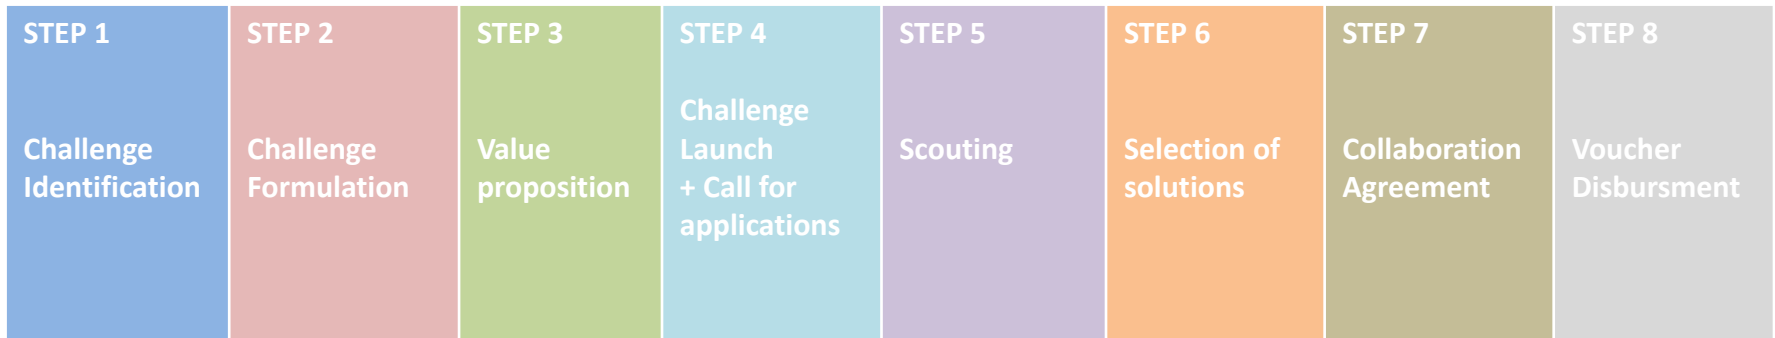 STEP 1
Challenge
Identification
STEP 2
Challenge
Formulation
STEP 3
Value
proposition
STEP 4
Challenge
Launch
+ Call for
applications
STEP 5
Scouting
STEP 6
Selection of
solutions
STEP 7
Collaboration
Agreement
STEP 8
Voucher
Disbursment